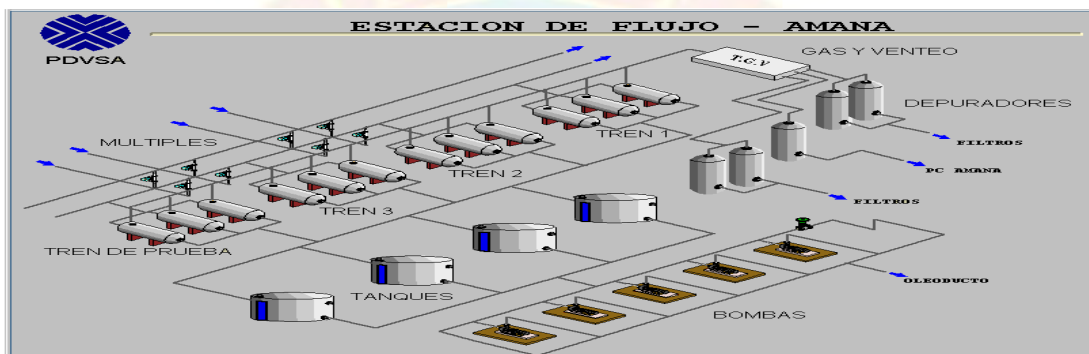 ESTACION DE FLUJO - AMANA
PDVSA
GAS Y VENTEO
T.G.V
DEPURADORES
MULTIPLES
TREN 1
FILTROS
TREN 2
PC AMANA
TREN 3
FILTROS
TREN DE PRUEBA
TANQUES
OLEODUCTO
BOMBAS